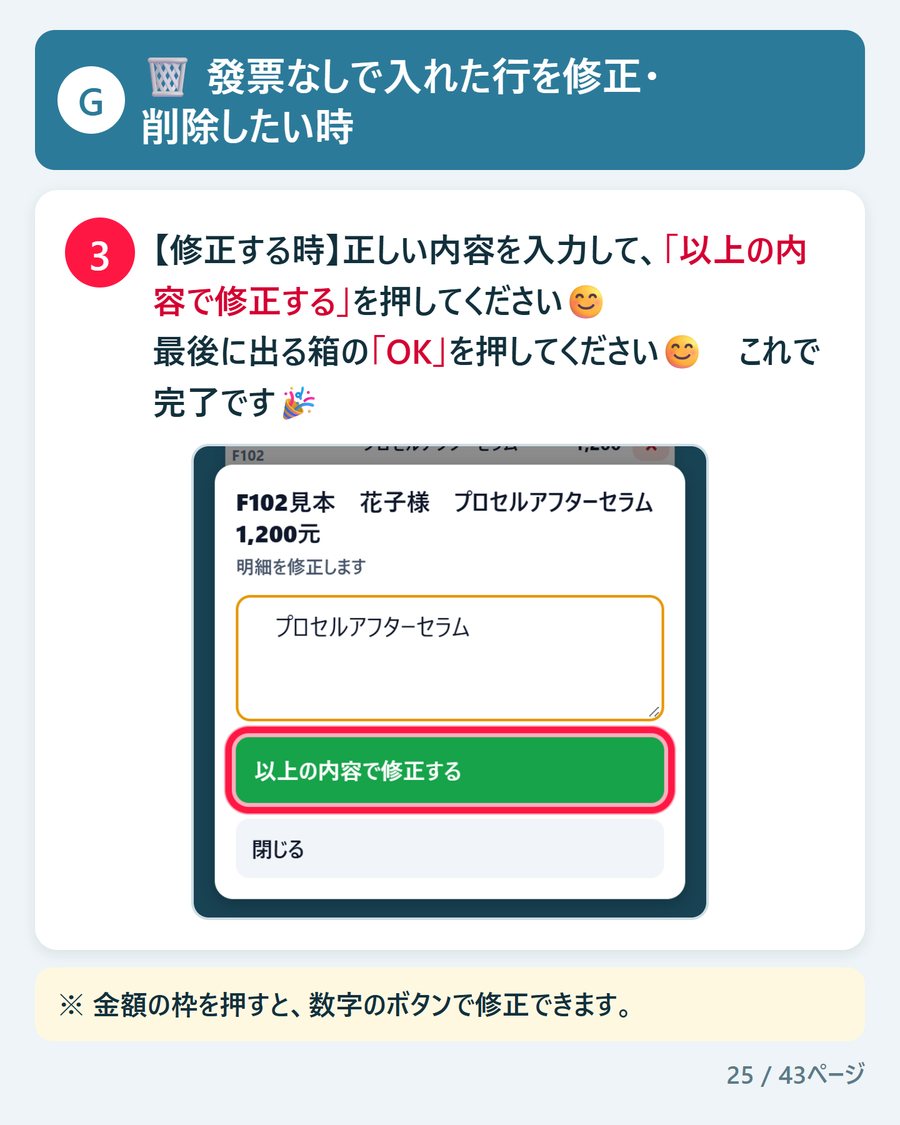 G
🗑️ 發票なしで入れた行を修正・
削除したい時
3
【修正する時】正しい内容を入力して、「以上の内
容で修正する」を押してください😊
最後に出る箱の「OK」を押してください😊　これで
完了です🎉
F102
F102見本　花子様　プロセルアフターセラム
1,200元
明細を修正します
プロセルアフターセラム
以上の内容で修正する
閉じる
※ 金額の枠を押すと、数字のボタンで修正できます。
25 / 43ページ